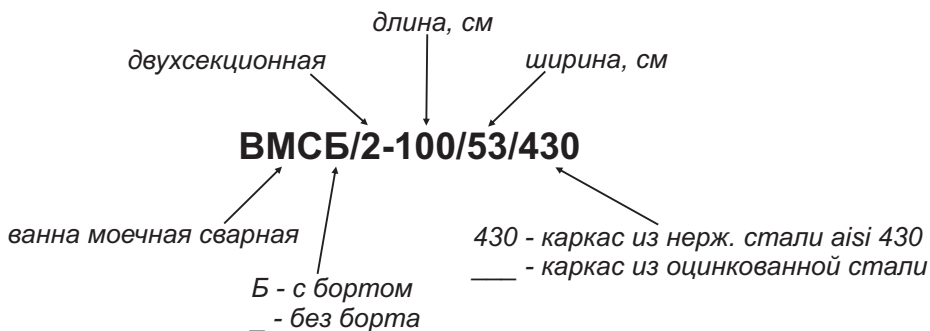 длина, см
двухсекционная
ширина, см
ВМСБ/2-100/53/430
ванна моечная сварная
430 - каркас из нерж. стали aisi 430
___ - каркас из оцинкованной стали
Б - с бортом
_ - без борта